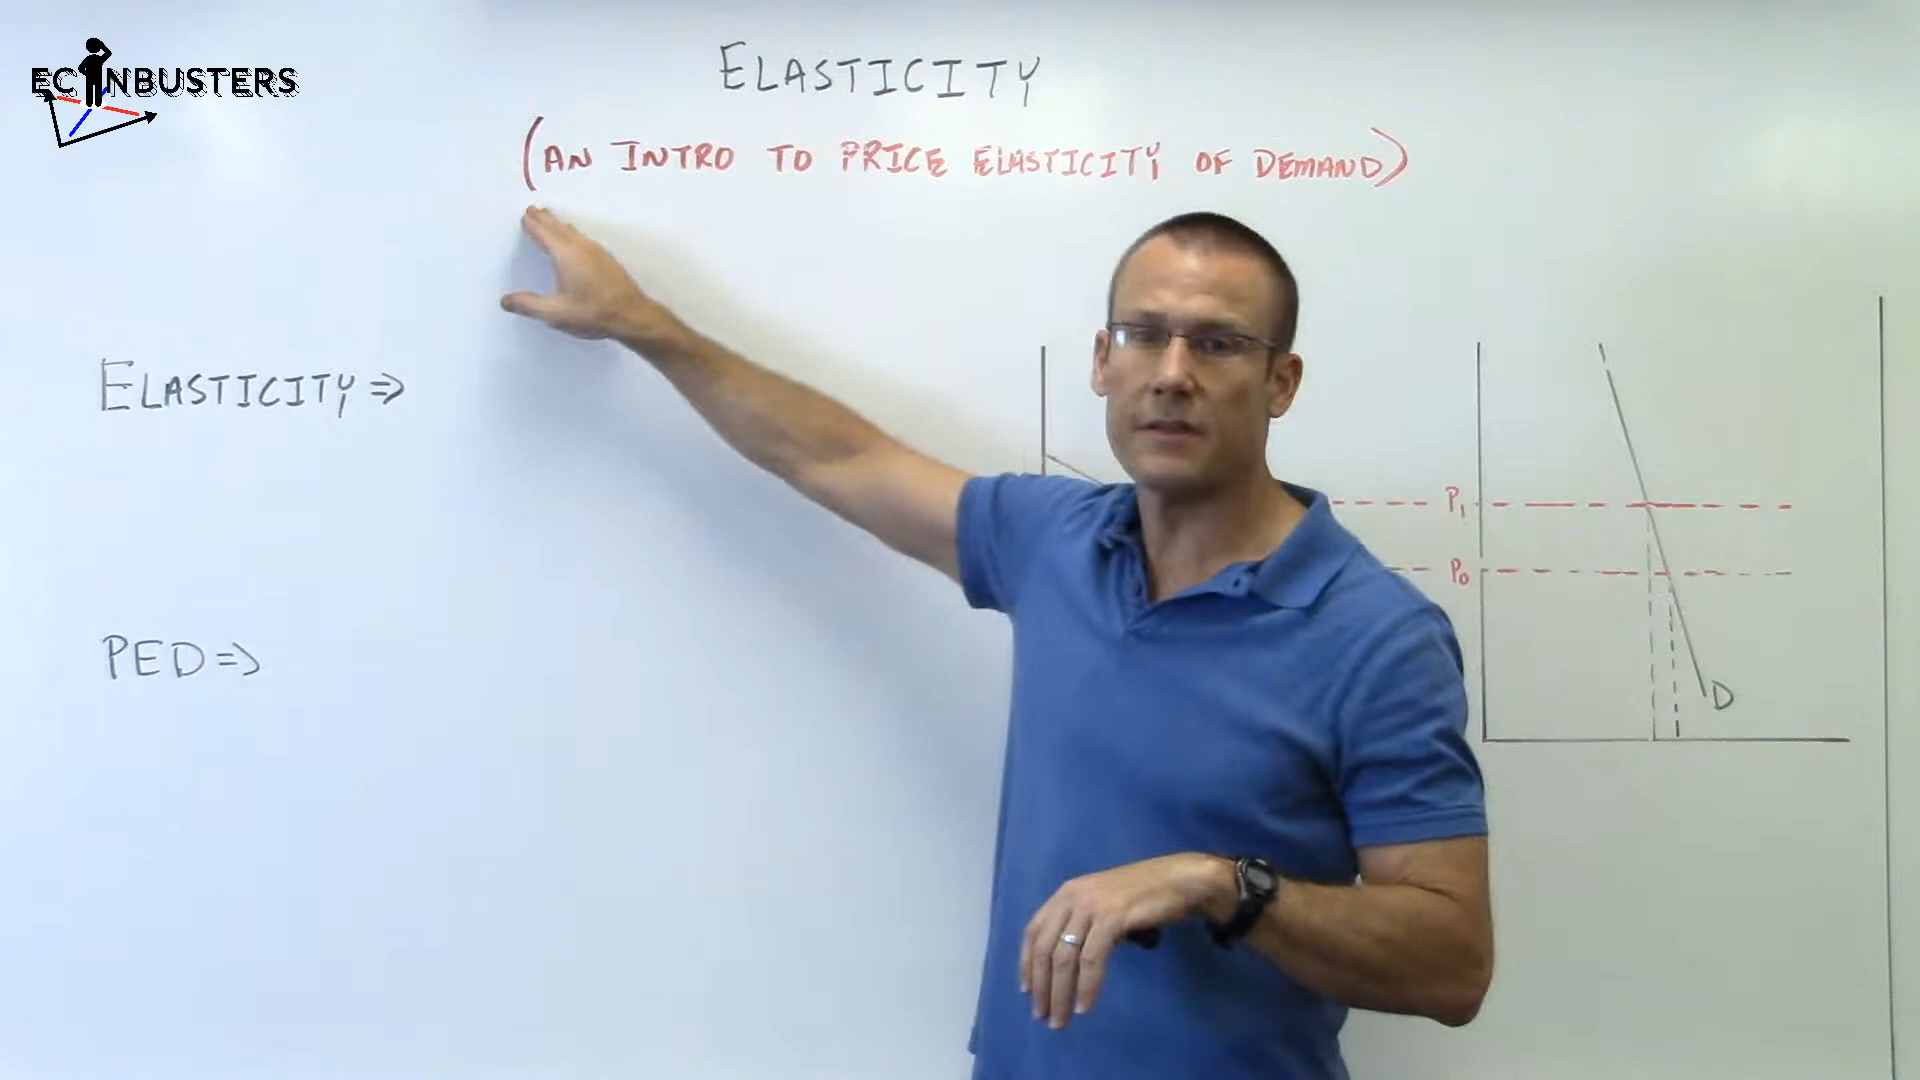 ECONBUSTERS
ELASTICITY
(AN INTRO TO PRICE ELASTICITY OF DEMAND)
ELASTICITY =>
P1
P0
PED =>
D